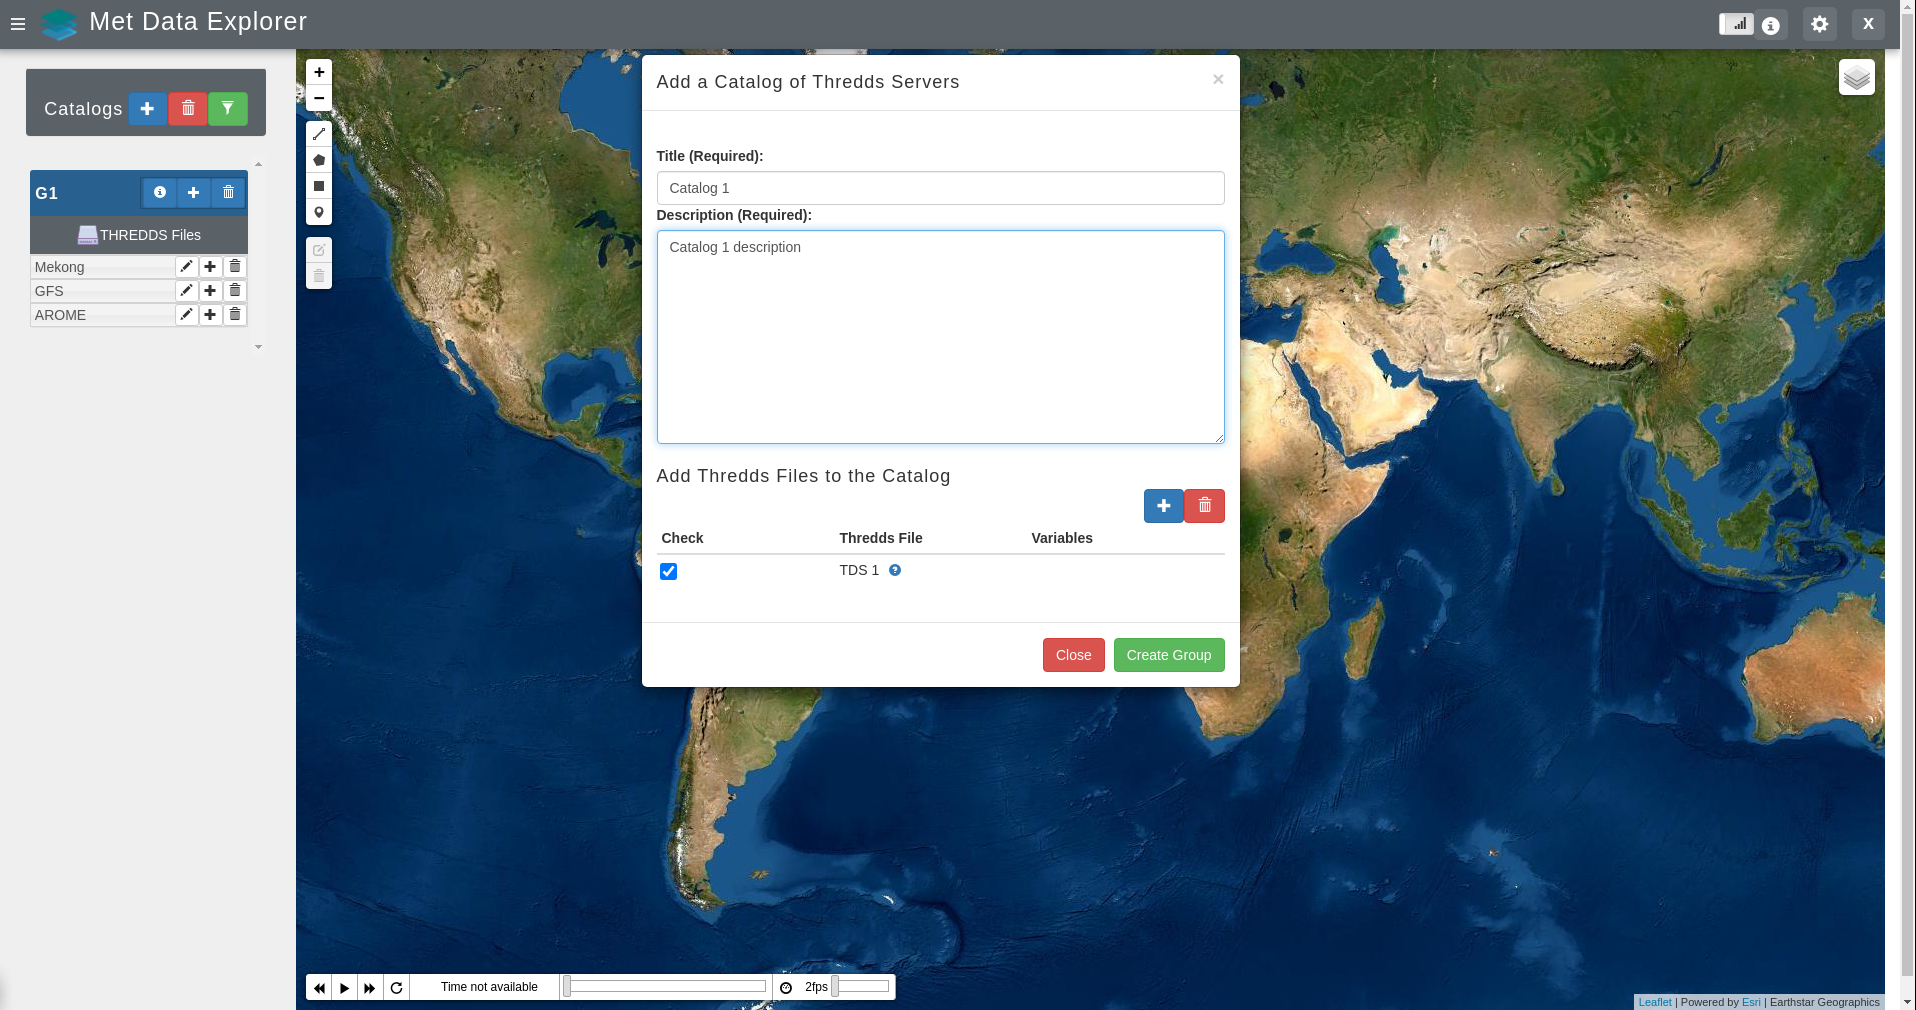 Met Data Explorer
X
Catalogs
G1
THREDDS Files
Mekong
GFS
AROME
+
−
Add a Catalog of Thredds Servers
×
Title (Required):
Catalog 1
Description (Required):
Catalog 1 description
Add Thredds Files to the Catalog
Check Thredds File Variables
TDS 1
Close Create Group
Time not available
2fps
Leaflet | Powered by Esri | Earthstar Geographics